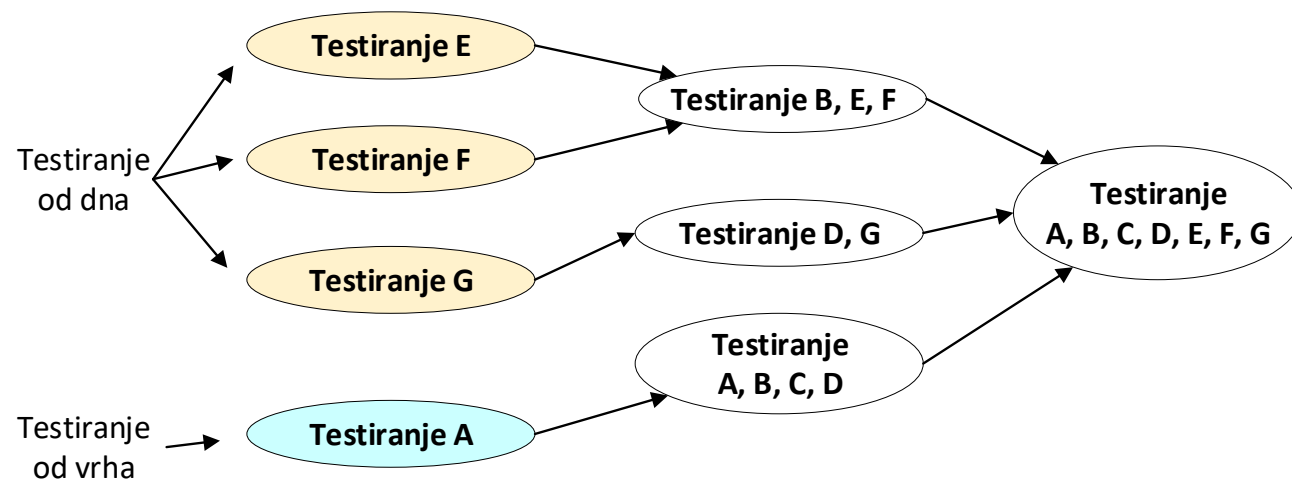 Testiranje E
Testiranje B, E, F
Testiranje
od dna
Testiranje F
Testiranje
A, B, C, D, E, F, G
Testiranje D, G
Testiranje G
Testiranje
A, B, C, D
Testiranje
od vrha
Testiranje A